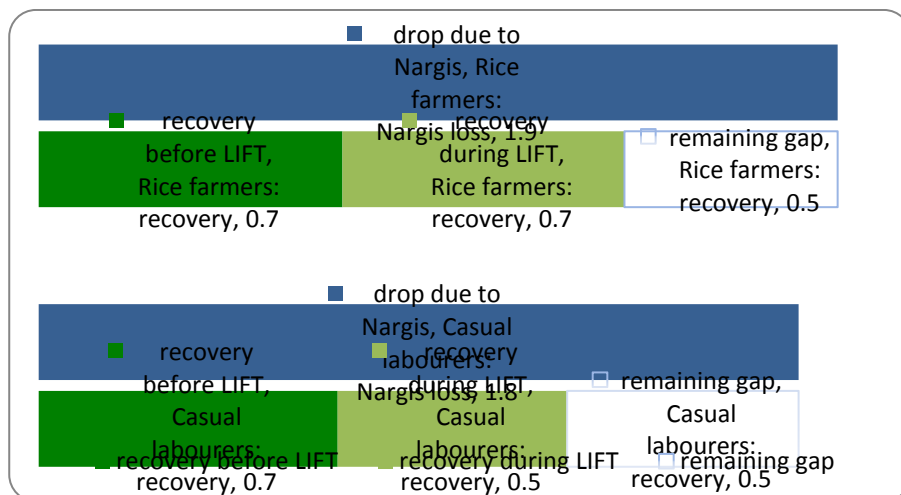 drop due to
Nargis, Rice
farmers:
Nargis loss, 1.9
recovery
before LIFT,
Rice farmers:
recovery, 0.7
recovery
during LIFT,
Rice farmers:
recovery, 0.7
remaining gap,
Rice farmers:
recovery, 0.5
drop due to
Nargis, Casual
labourers:
Nargis loss, 1.8
recovery
before LIFT,
Casual
labourers:
recovery, 0.7
recovery
during LIFT,
Casual
labourers:
recovery, 0.5
remaining gap,
Casual
labourers:
recovery, 0.5
recovery before LIFT
recovery during LIFT
remaining gap